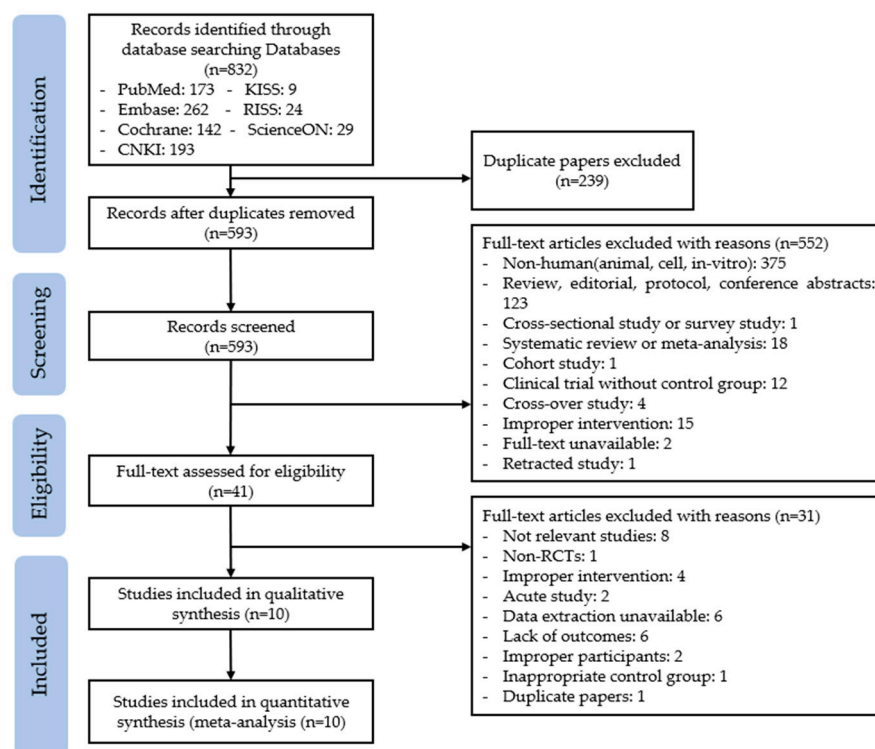 Identification
Records identified through
database searching Databases
(n=832)
- PubMed: 173 - KISS: 9
- Embase: 262 - RISS: 24
- Cochrane: 142 - ScienceON: 29
- CNKI: 193
Duplicate papers excluded
(n=239)
Records after duplicates removed
(n=593)
Screening
Records screened
(n=593)
Full-text articles excluded with reasons (n=552)
- Non-human(animal, cell, in-vitro): 375
- Review, editorial, protocol, conference abstracts:
123
- Cross-sectional study or survey study: 1
- Systematic review or meta-analysis: 18
- Cohort study: 1
- Clinical trial without control group: 12
- Cross-over study: 4
- Improper intervention: 15
- Full-text unavailable: 2
- Retracted study: 1
Eligibility
Full-text assessed for eligibility
(n=41)
Full-text articles excluded with reasons (n=31)
- Not relevant studies: 8
- Non-RCTs: 1
- Improper intervention: 4
- Acute study: 2
- Data extraction unavailable: 6
- Lack of outcomes: 6
- Improper participants: 2
- Inappropriate control group: 1
- Duplicate papers: 1
Included
Studies included in qualitative
synthesis (n=10)
Studies included in quantitative
synthesis (meta-analysis (n=10)